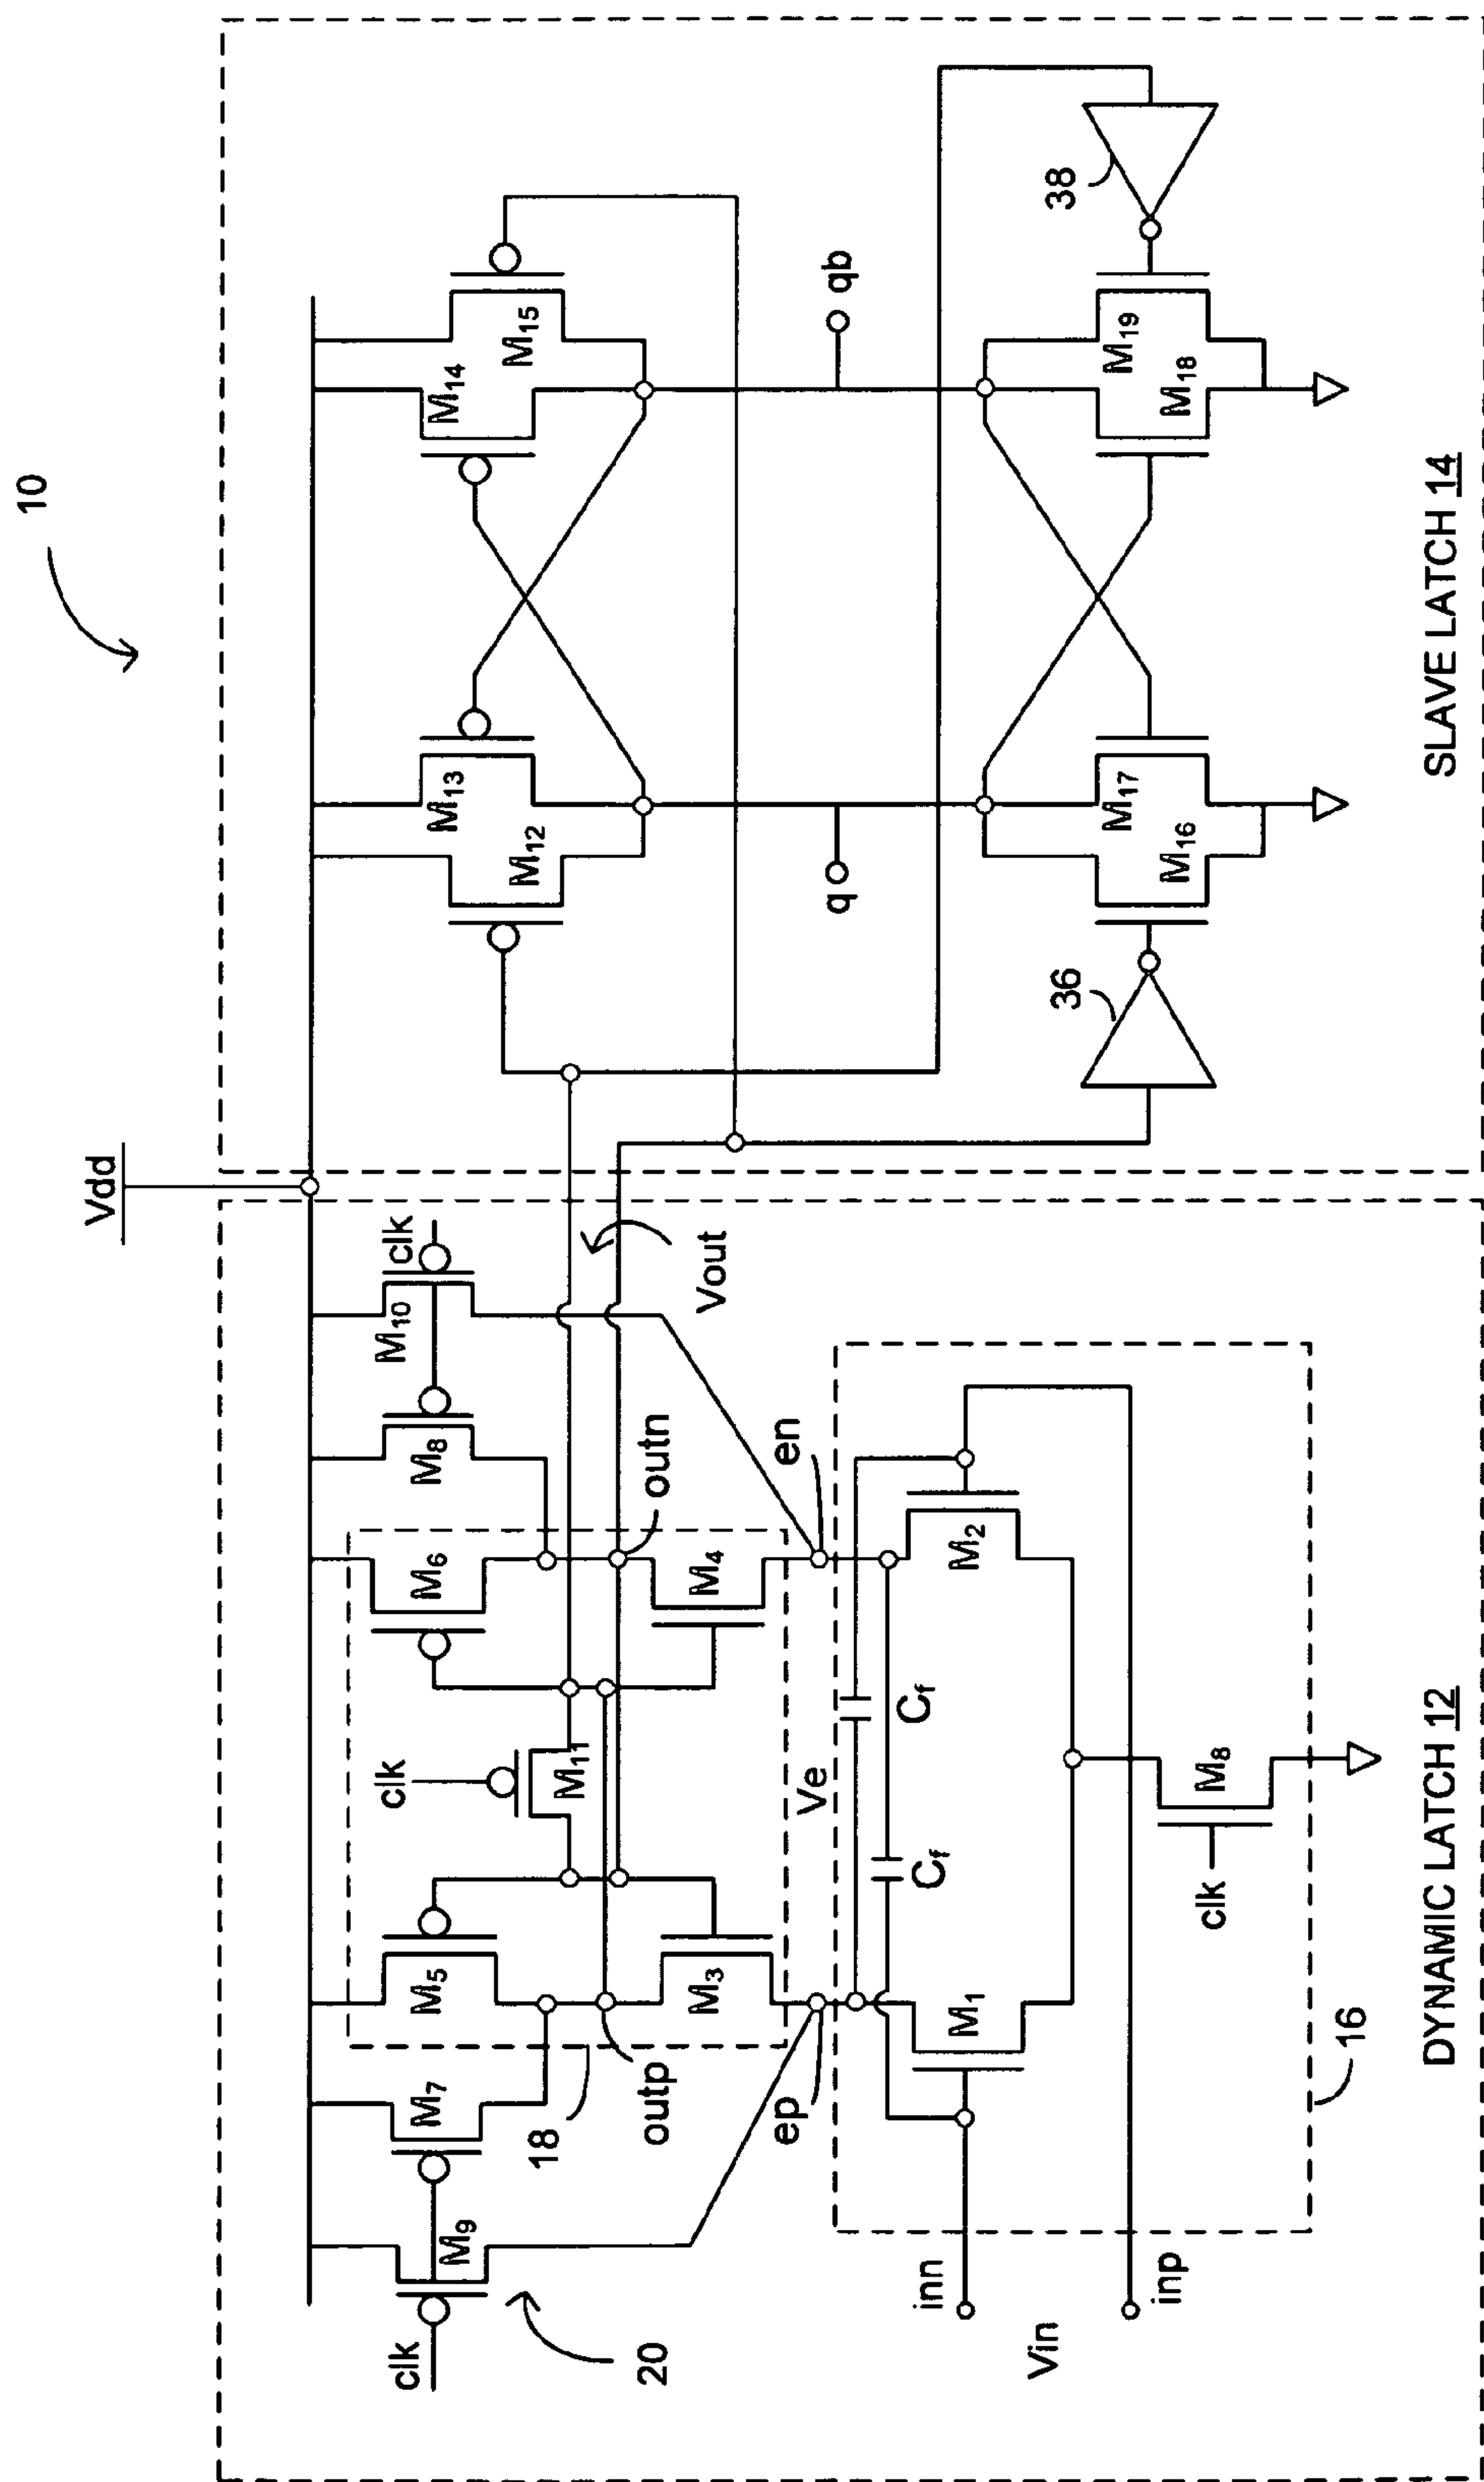 10
Vdd
clk
M9
M7
20
18
M5
M3
outp
ep
clk
M11
M6
M4
outn
en
M8
M10
clk
Vout
Ve
Cf
Cf
inn
Vin
inp
M1
M2
clk
M8
16
DYNAMIC LATCH 12
M12
M13
M14
M15
q
qb
36
M16
M17
M18
M19
38
SLAVE LATCH 14